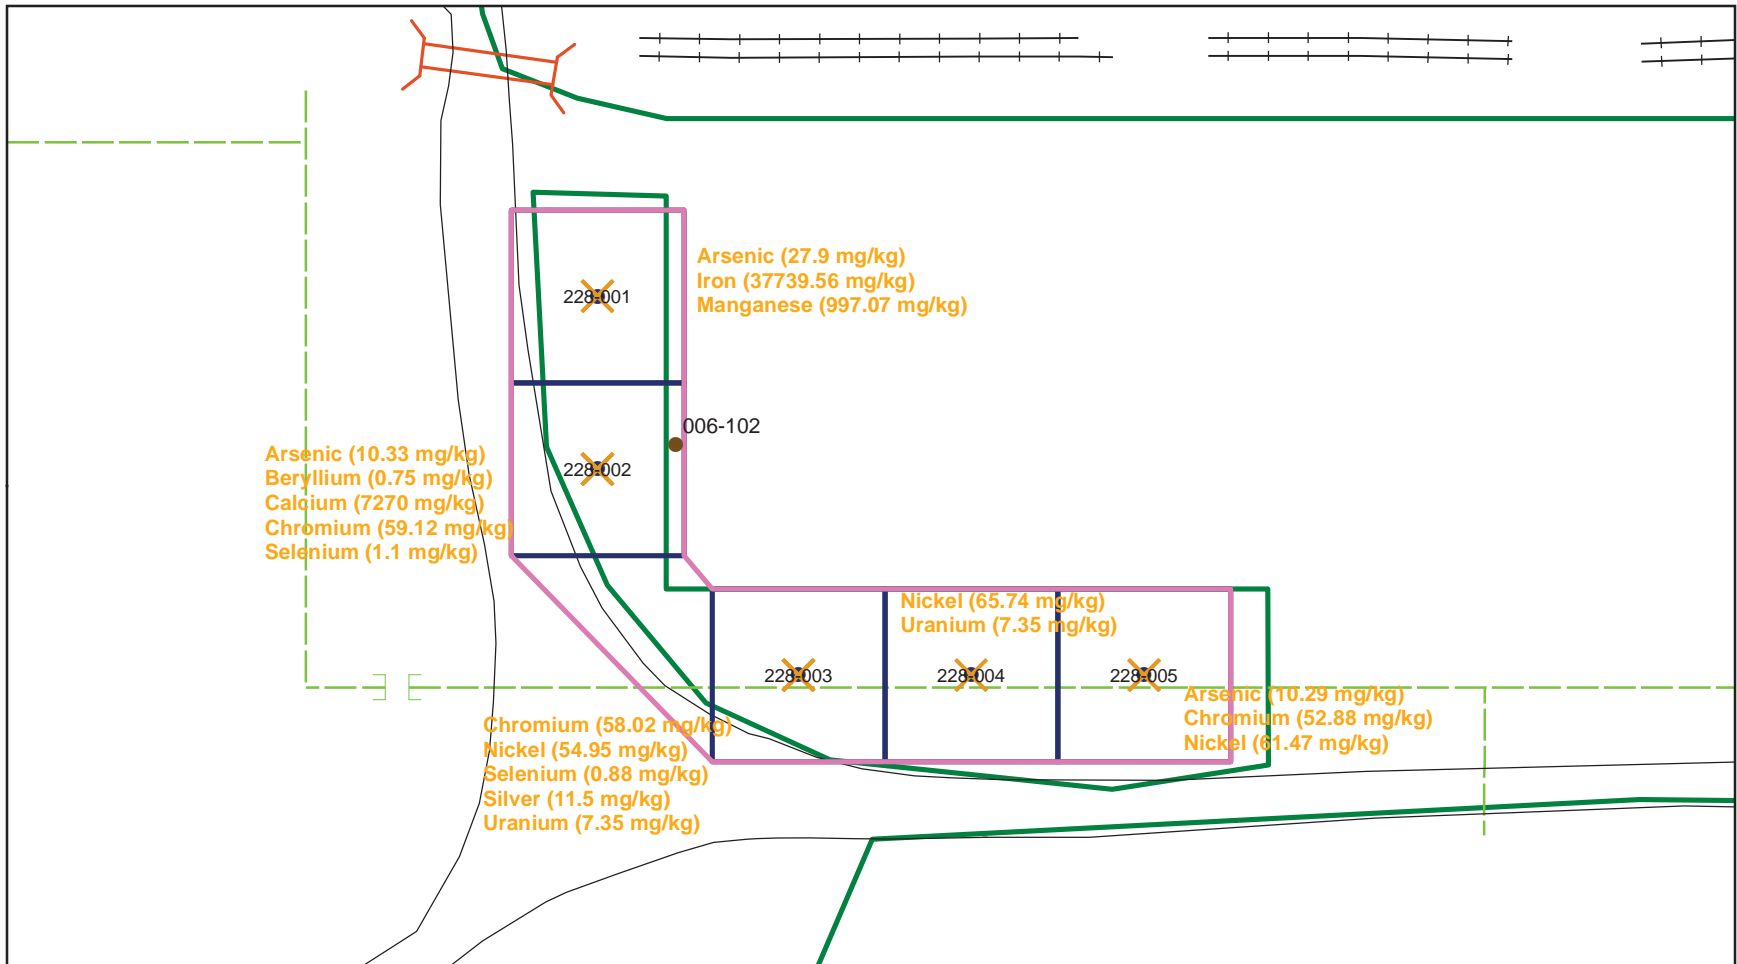 Arsenic (27.9 mg/kg)
Iron (37739.56 mg/kg)
Manganese (997.07 mg/kg)
228-001
006-102
228-002
Arsenic (10.33 mg/kg)
Beryllium (0.75 mg/kg)
Calcium (7270 mg/kg)
Chromium (59.12 mg/kg)
Selenium (1.1 mg/kg)
Nickel (65.74 mg/kg)
Uranium (7.35 mg/kg)
228-003
228-004
228-005
Arsenic (10.29 mg/kg)
Chromium (52.88 mg/kg)
Nickel (61.47 mg/kg)
Chromium (58.02 mg/kg)
Nickel (54.95 mg/kg)
Selenium (0.88 mg/kg)
Silver (11.5 mg/kg)
Uranium (7.35 mg/kg)